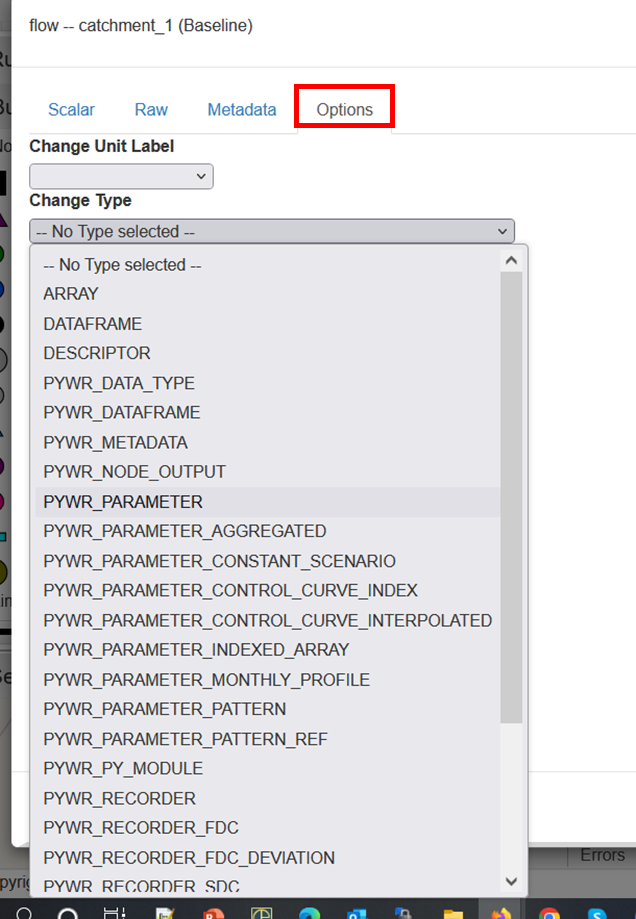 flow -- catchment_1 (Baseline)
Scalar Raw Metadata Options
Change Unit Label
Change Type
-- No Type selected --
-- No Type selected --
ARRAY
DATAFRAME
DESCRIPTOR
PYWR_DATA_TYPE
PYWR_DATAFRAME
PYWR_METADATA
PYWR_NODE_OUTPUT
PYWR_PARAMETER
PYWR_PARAMETER_AGGREGATED
PYWR_PARAMETER_CONSTANT_SCENARIO
PYWR_PARAMETER_CONTROL_CURVE_INDEX
PYWR_PARAMETER_CONTROL_CURVE_INTERPOLATED
PYWR_PARAMETER_INDEXED_ARRAY
PYWR_PARAMETER_MONTHLY_PROFILE
PYWR_PARAMETER_PATTERN
PYWR_PARAMETER_PATTERN_REF
PYWR_PY_MODULE
PYWR_RECORDER
PYWR_RECORDER_FDC
PYWR_RECORDER_FDC_DEVIATION
PYWR_RECORDER_SDC
Errors